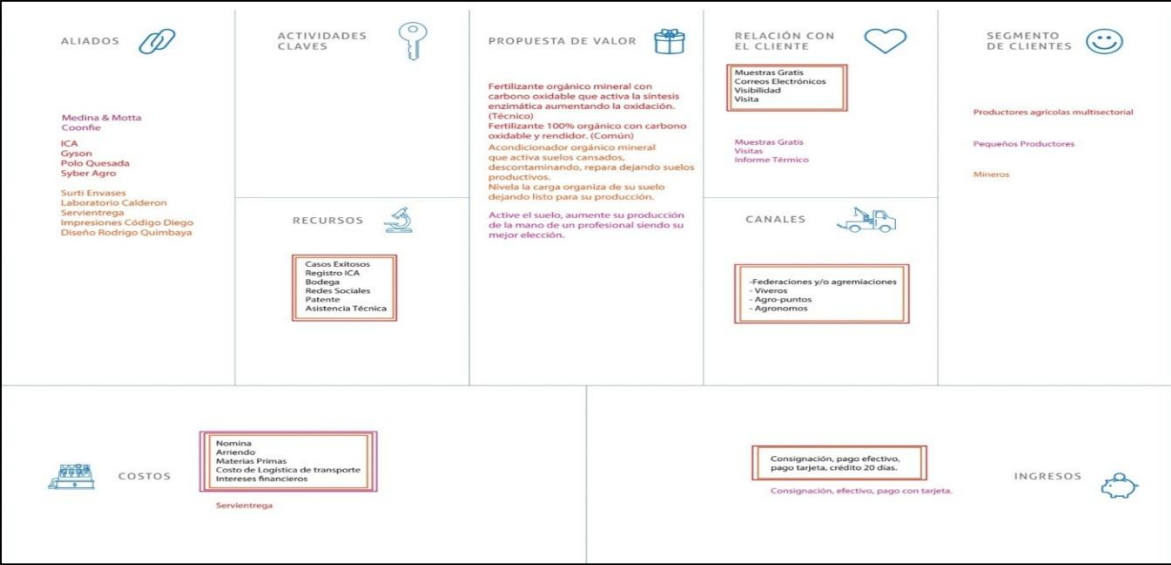 ALIADOS
Medina & Motta
Coonfie
ICA
Gyson
Polo Quesada
Syber Agro
Surti Envases
Laboratorio Calderon
Servientrega
Impresiones Código Diego
Diseño Rodrigo Quimbaya
ACTIVIDADES
CLAVES
RECURSOS
Casos Exitosos
Registro ICA
Bodega
Redes Sociales
Patente
Asistencia Técnica
PROPUESTA DE VALOR
Fertilizante orgánico mineral con
carbono oxidable que activa la síntesis
enzimática aumentando la oxidación.
(Técnico)
Fertilizante 100% orgánico con carbono
oxidable y rendidor. (Común)
Acondicionador orgánico mineral
que activa suelos cansados,
descontaminando, repara dejando suelos
productivos.
Nivela la carga organiza de su suelo
dejando listo para su producción.
Active el suelo, aumente su producción
de la mano de un profesional siendo su
mejor elección.
RELACIÓN CON
EL CLIENTE
Muestras Gratis
Correos Electrónicos
Visibilidad
Visita
Muestras Gratis
Visitas
Informe Térmico
CANALES
-Federaciones y/o agremiaciones
- Viveros
- Agro-puntos
- Agronomos
SEGMENTO
DE CLIENTES
Productores agrícolas multisectorial
Pequeños Productores
Mineros
COSTOS
Nomina
Arriendo
Materias Primas
Costo de Logística de transporte
Intereses financieros
Servientrega
Consignación, pago efectivo,
pago tarjeta, crédito 20 días.
Consignación, efectivo, pago con tarjeta.
INGRESOS